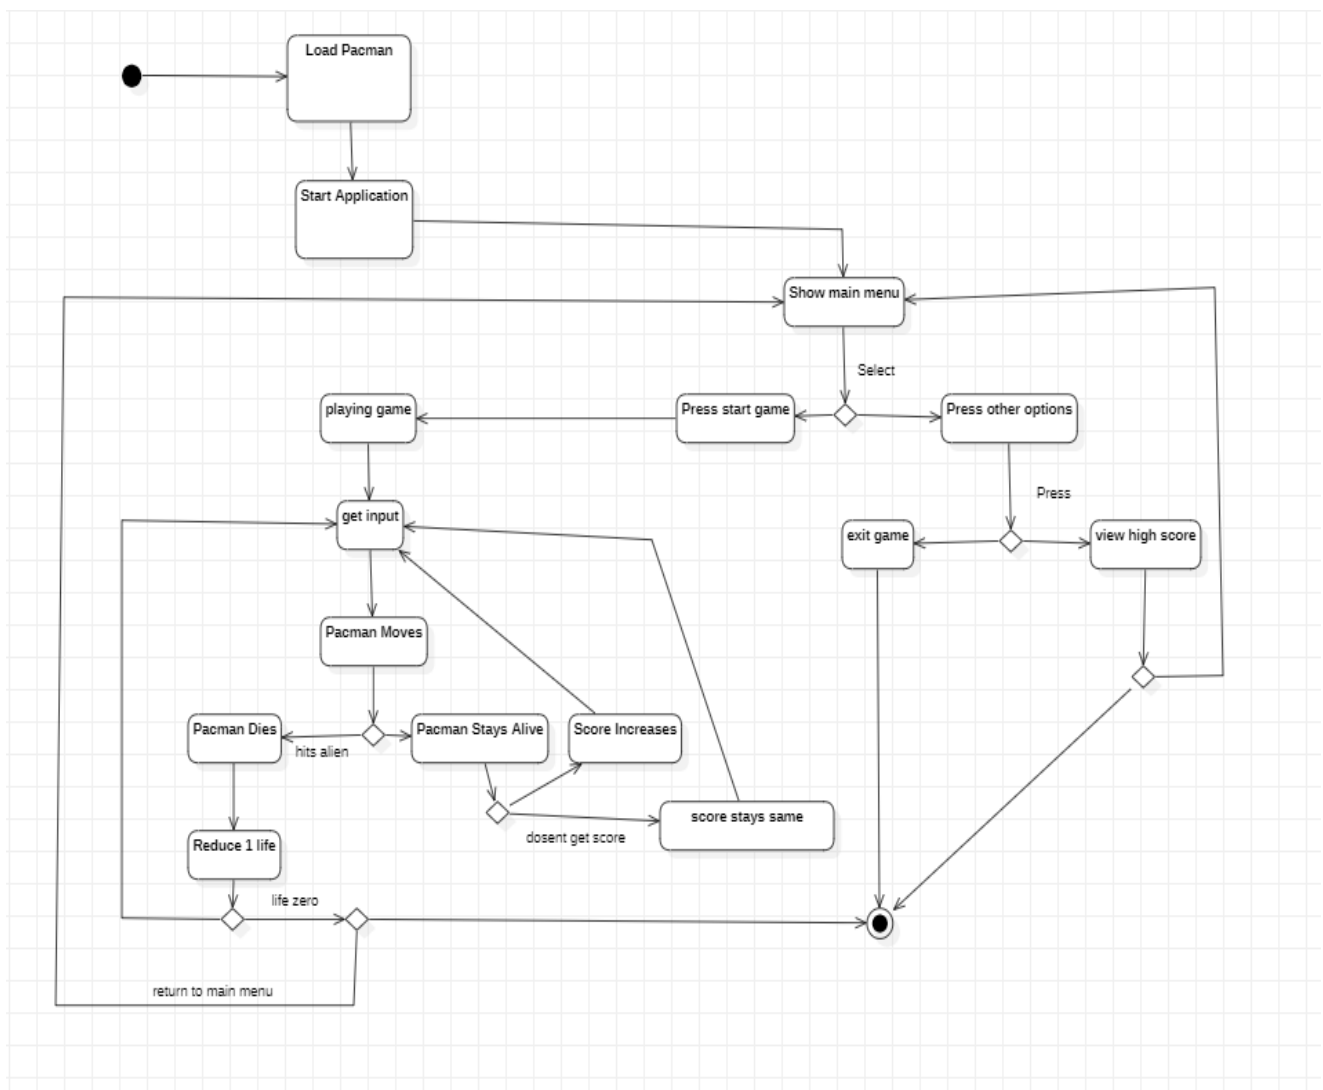 Load Pacman
Start Application
Show main menu
Select
playing game
Press start game
Press other options
Press
get input
exit game
view high score
Pacman Moves
Pacman Dies
hits alien
Pacman Stays Alive
Score Increases
score stays same
dosent get score
Reduce 1 life
life zero
return to main menu